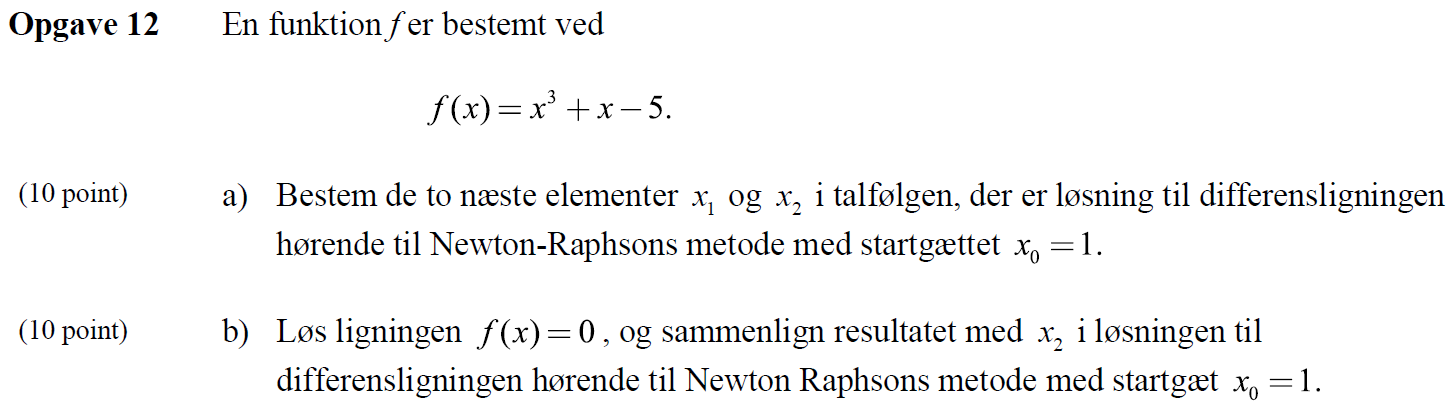 Opgave 12 En funktion f er bestemt ved
f(x) = x³ + x − 5.
(10 point) a) Bestem de to næste elementer x₁ og x₂ i talfølgen, der er løsning til differensligningen
hørende til Newton-Raphsons metode med startgættet x₀ = 1.
(10 point) b) Løs ligningen f(x) = 0, og sammenlign resultatet med x₂ i løsningen til
differensligningen hørende til Newton Raphsons metode med startgæt x₀ = 1.